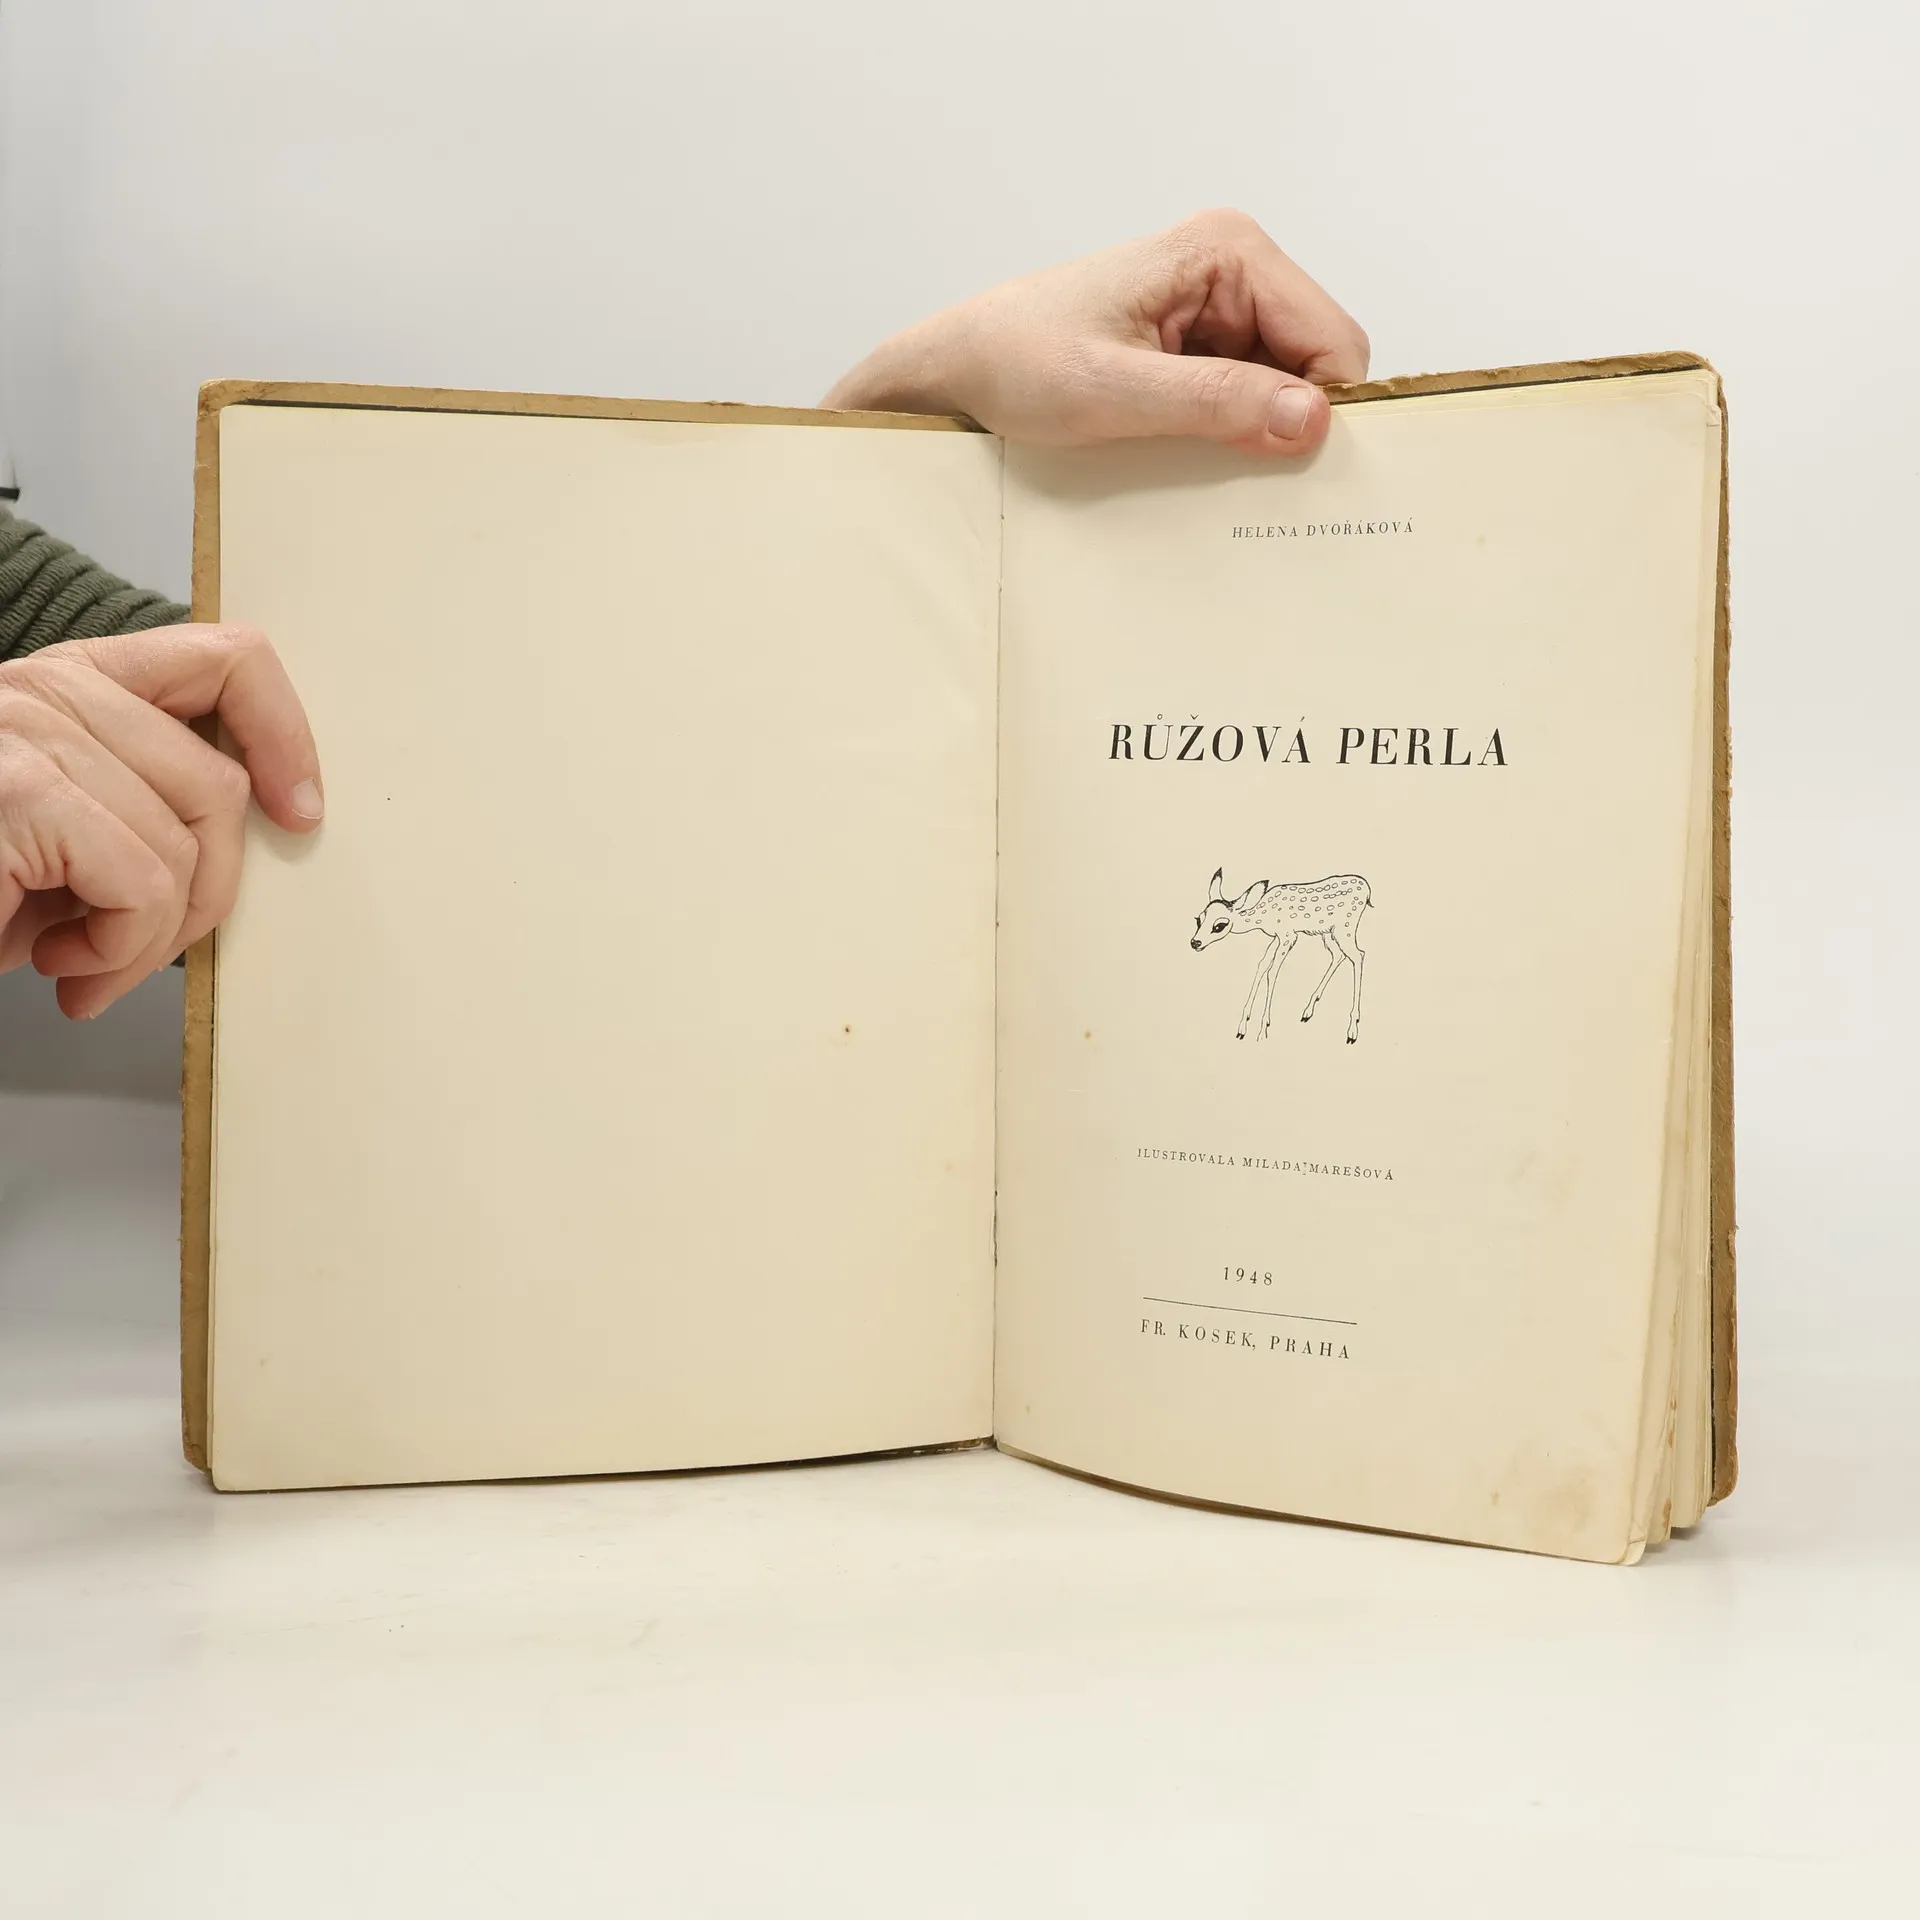 HELENA DVOŘÁKOVÁ
RŮŽOVÁ PERLA
ILUSTROVALA MILADA MAREŠOVÁ
1948
FR. KOSEK, PRAHA